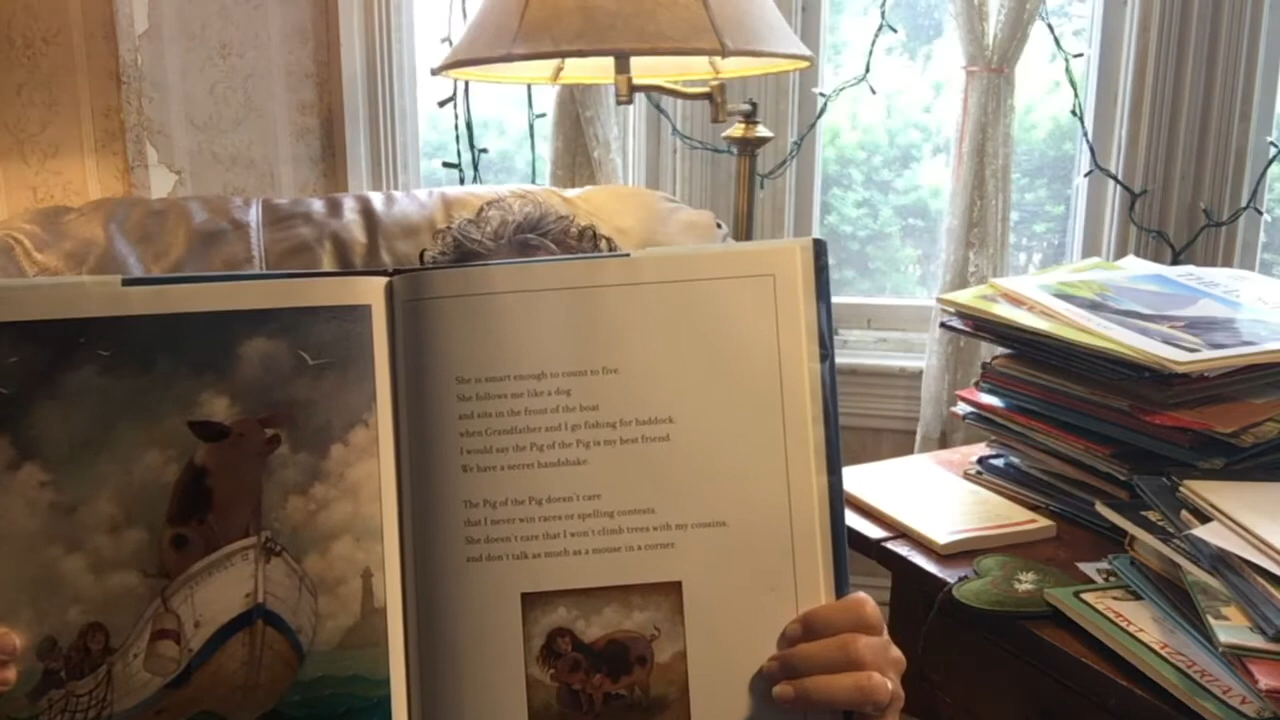 She is smart enough to count to five.
She follows me like a dog
and sits in the front of the boat
when Grandfather and I go fishing for haddock.
I would say the Pig of the Pig is my best friend.
We have a secret handshake.
The Pig of the Pig doesn't care
that I never win races or spelling contests.
She doesn't care that I won't climb trees with my cousins,
and don't talk as much as a mouse in a corner.
AZARIAN